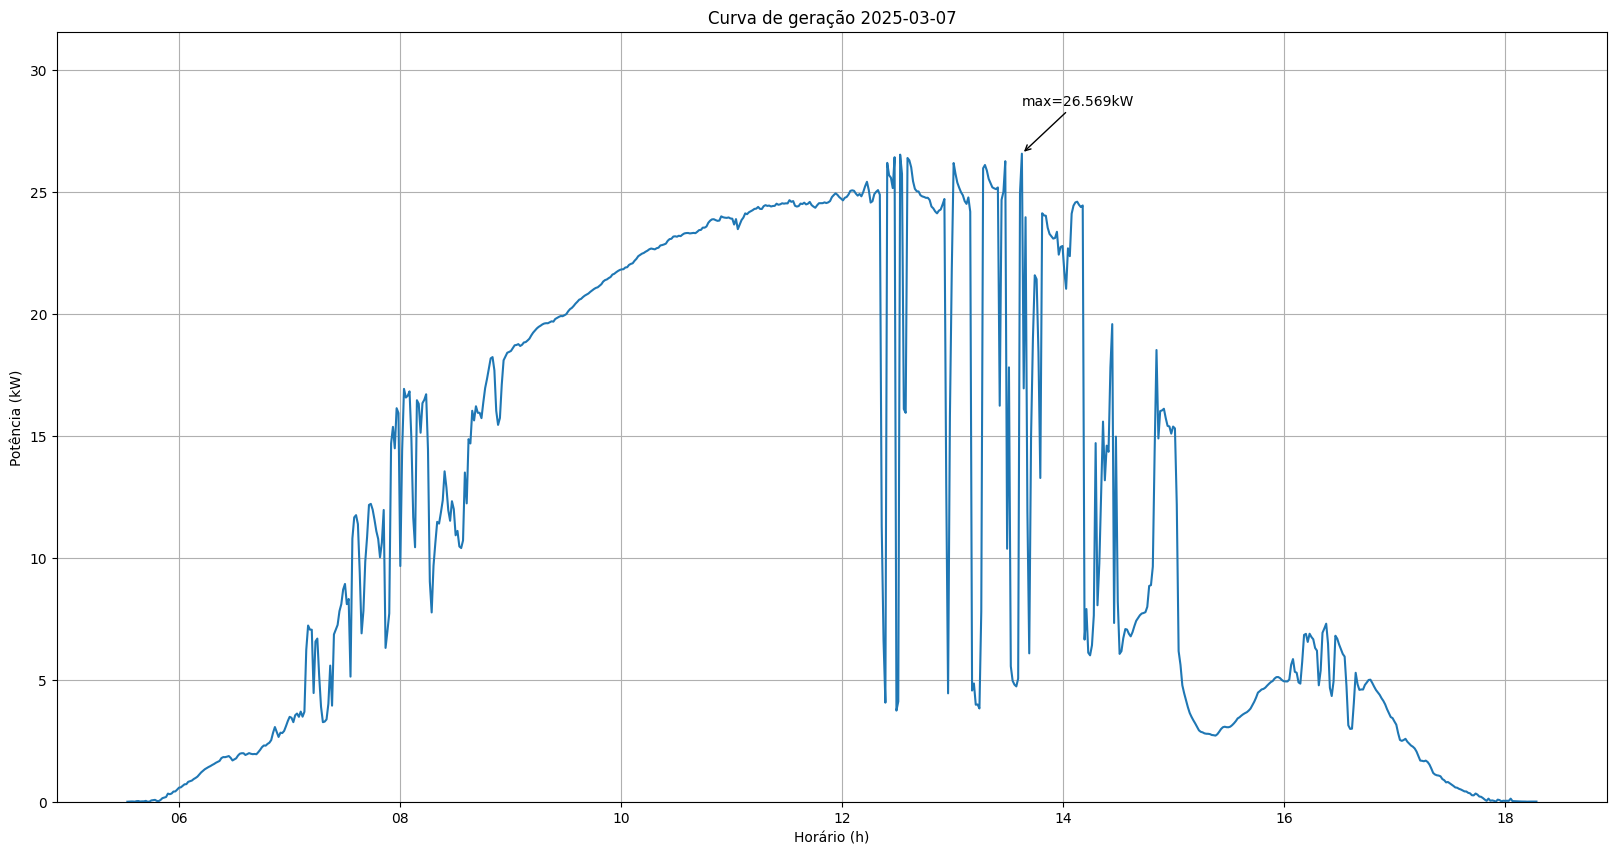 Curva de geração 2025-03-07
30
max=26.569kW
25
20
15
Potência (kW)
10
5
0
06 08 10 12 14 16 18
Horário (h)